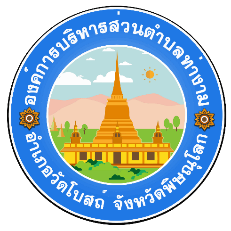 องค์การบริหารส่วนตำบลท่างาม
อำเภอวัดโบสถ์ จังหวัดพิษณุโลก